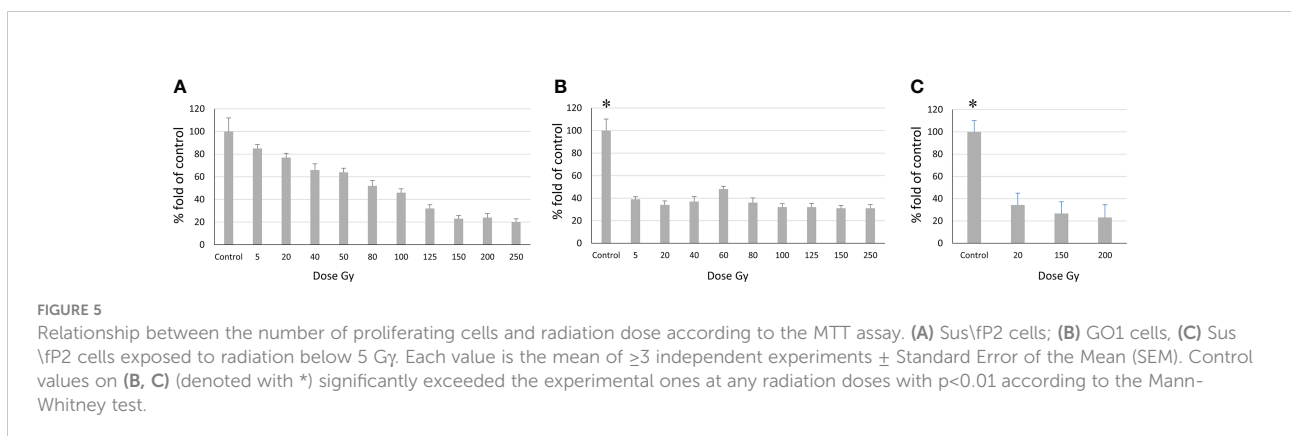 A
B
C
*
*
% fold of control
120
100
80
60
40
20
0
Control 5 20 40 50 80 100 125 150 200 250
Dose Gy
% fold of control
120
100
80
60
40
20
0
Control 5 20 40 60 80 100 125 150 250
Dose Gy
% fold of control
120
100
80
60
40
20
0
Control 20 150 200
Dose Gy
FIGURE 5
Relationship between the number of proliferating cells and radiation dose according to the MTT assay. (A) Sus\fP2 cells; (B) GO1 cells, (C) Sus
\fP2 cells exposed to radiation below 5 Gγ. Each value is the mean of ≥3 independent experiments ± Standard Error of the Mean (SEM). Control
values on (B, C) (denoted with *) significantly exceeded the experimental ones at any radiation doses with p<0.01 according to the Mann-
Whitney test.